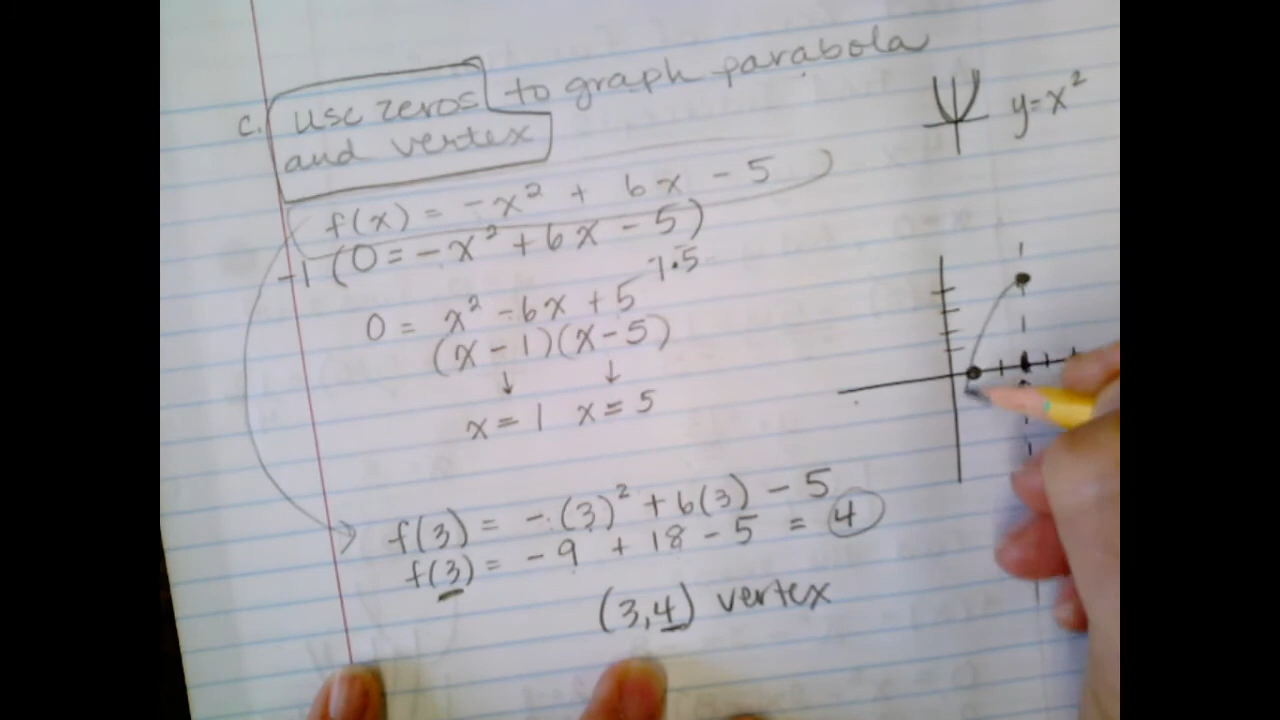 c. use zeros to graph parabola
and vertex
y=x²
f(x) = -x² + 6x - 5
-1 (0 = -x² + 6x - 5)
1·5
0 = x² - 6x + 5
(x - 1)(x - 5)
↓ ↓
x = 1 x = 5
f(3) = -(3)² + 6(3) - 5
f(3) = -9 + 18 - 5 = 4
(3,4) vertex